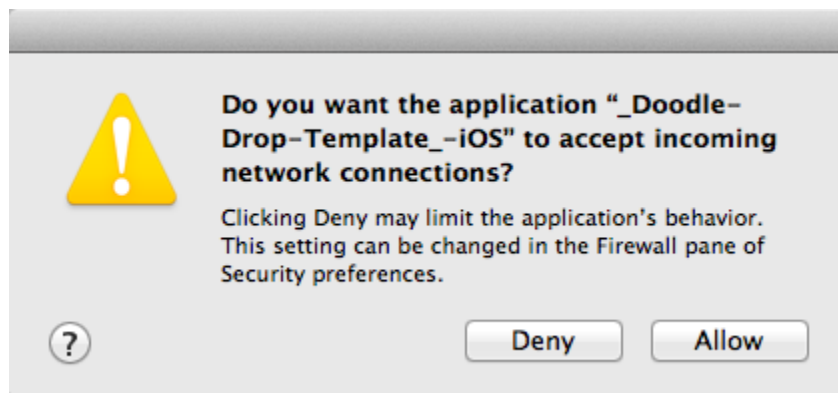 Do you want the application “_Doodle-
Drop-Template_-iOS" to accept incoming
network connections?
Clicking Deny may limit the application's behavior.
This setting can be changed in the Firewall pane of
Security preferences.
?
Deny
Allow